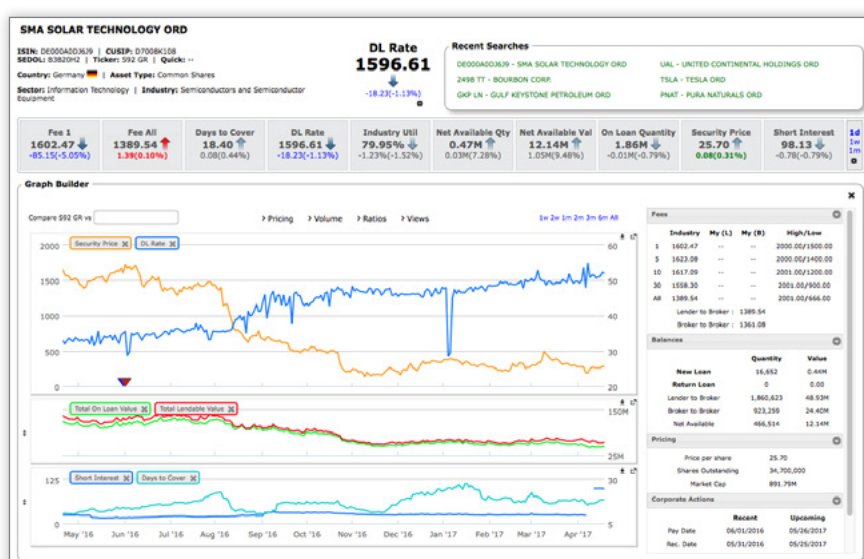 SMA SOLAR TECHNOLOGY ORD
ISIN: DE000A0DJ6J9 | CUSIP: D7008K108
SEDOL: B3B20H2 | Ticker: S92 GR | Quick: --
Country: Germany | Asset Type: Common Shares
Sector: Information Technology | Industry: Semiconductors and Semiconductor
Equipment
DL Rate
1596.61
-18.23(-1.13%)
Recent Searches
DE000A0DJ6J9 - SMA SOLAR TECHNOLOGY ORD
UAL - UNITED CONTINENTAL HOLDINGS ORD
2498 TT - BOURBON CORP.
TSLA - TESLA ORD
GKP LN - GULF KEYSTONE PETROLEUM ORD
PNAT - PURA NATURALS ORD
Fee 1 Fee All Days to Cover DL Rate Industry Util Net Available Qty Net Available Val On Loan Quantity Security Price Short Interest 1d
1602.47 1389.54 18.40 1596.61 79.95% 0.47M 12.14M 1.86M 25.70 98.13 1w
-85.15(-5.05%) 1.39(0.10%) 0.08(0.44%) -18.23(-1.13%) -1.23%(-1.52%) 0.03M(7.28%) 1.05M(9.48%) -0.01M(-0.79%) 0.08(0.31%) -0.78(-0.79%) 1m
Graph Builder
Compare S92 GR vs
Pricing Volume Ratios Views
1w 2w 1m 2m 3m 6m All
Security Price DL Rate
2000 60
1500 50
1000 40
500 30
0 20
Total On Loan Value Total Lendable Value
150M
25M
Short Interest Days to Cover
125 30
0 5
May '16 Jun '16 Jul '16 Aug '16 Sep '16 Oct '16 Nov '16 Dec '16 Jan '17 Feb '17 Mar '17 Apr '17
Fees
Industry My (L) My (B) High/Low
1 1602.47 -- -- 2000.00/1500.00
5 1623.08 -- -- 2000.00/1400.00
10 1617.09 -- -- 2001.00/1200.00
30 1558.30 -- -- 2001.00/900.00
All 1389.54 -- -- 2001.00/666.00
Lender to Broker : 1389.54
Broker to Broker : 1361.08
Balances
Quantity Value
New Loan 16,652 0.44M
Return Loan 0 0.00
Lender to Broker 1,860,623 48.93M
Broker to Broker 923,259 24.40M
Net Available 466,514 12.14M
Pricing
Price per share 25.70
Shares Outstanding 34,700,000
Market Cap 891.79M
Corporate Actions
Recent Upcoming
Pay Date 06/01/2016 05/26/2017
Rec. Date 05/31/2016 05/25/2017